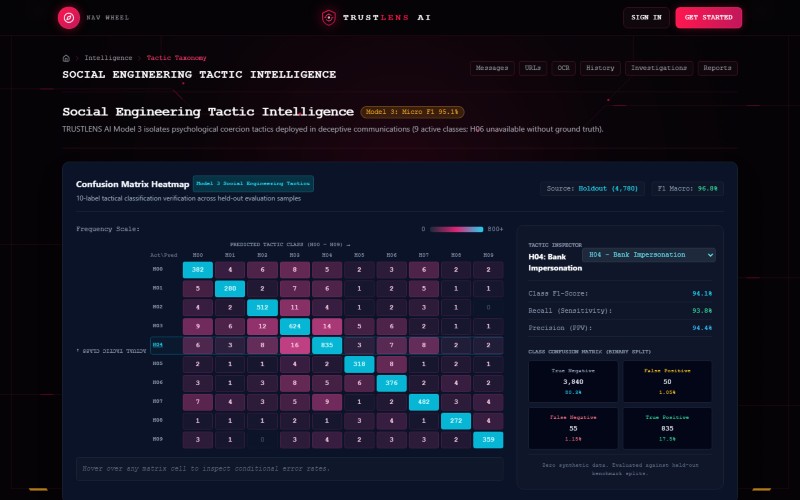 NAV WHEEL
TRUSTLENS AI
SIGN IN
GET STARTED
Intelligence › Tactic Taxonomy
SOCIAL ENGINEERING TACTIC INTELLIGENCE
Messages URLs OCR History Investigations Reports
Social Engineering Tactic Intelligence Model 3: Micro F1 95.1%
TRUSTLENS AI Model 3 isolates psychological coercion tactics deployed in deceptive communications (9 active classes; H06 unavailable without ground truth).
Confusion Matrix Heatmap Model 3 Social Engineering Tactics
10-label tactical classification verification across held-out evaluation samples
Source: Holdout (4,780) F1 Macro: 96.8%
Frequency Scale: 0 800+
PREDICTED TACTIC CLASS (H00 - H09) →
Act\Pred H00 H01 H02 H03 H04 H05 H06 H07 H08 H09
H00 302 4 6 8 5 2 3 6 2 2
H01 5 280 2 7 6 1 2 5 1 1
H02 4 2 512 11 4 1 2 3 1 0
H03 9 6 12 624 14 5 6 2 1 1
H04 6 3 8 16 835 3 7 8 2 2
H05 2 1 1 4 2 318 8 1 2 1
H06 3 1 3 8 5 6 376 2 4 2
H07 7 4 3 5 9 1 2 482 3 4
H08 1 1 1 2 1 3 4 1 272 4
H09 3 1 0 3 4 2 3 3 2 359
ACTUAL TACTIC CLASS
Hover over any matrix cell to inspect conditional error rates.
TACTIC INSPECTOR
H04: Bank Impersonation
H04 - Bank Impersonation
Class F1-Score: 94.1%
Recall (Sensitivity): 93.8%
Precision (PPV): 94.4%
CLASS CONFUSION MATRIX (BINARY SPLIT)
True Negative
3,840
False Positive
50
1.05%
False Negative
55
1.15%
True Positive
835
Zero synthetic data. Evaluated against held-out
benchmark splits.